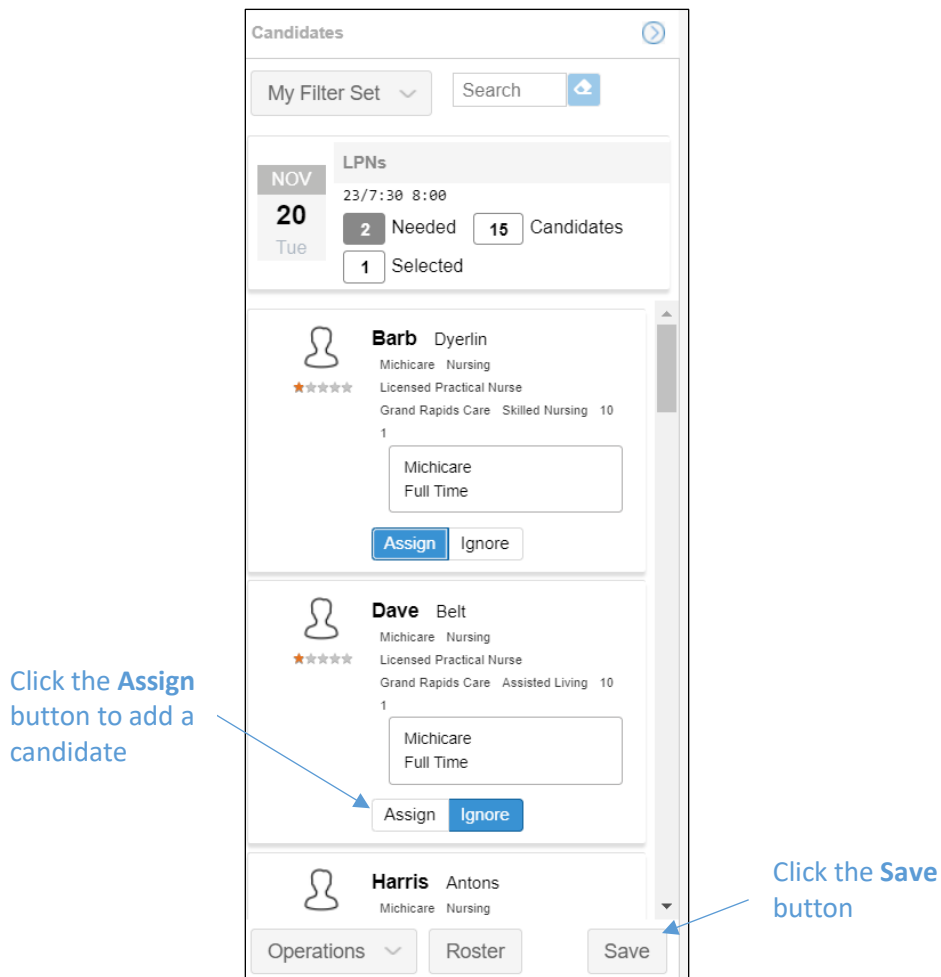 Candidates
My Filter Set Search
LPNs
NOV
23/7:30 8:00
20
2 Needed 15 Candidates
Tue
1 Selected
Barb Dyerlin
Michicare Nursing
Licensed Practical Nurse
Grand Rapids Care Skilled Nursing 10
1
Michicare
Full Time
Assign Ignore
Dave Belt
Michicare Nursing
Licensed Practical Nurse
Grand Rapids Care Assisted Living 10
1
Michicare
Full Time
Assign Ignore
Click the Assign
button to add a
candidate
Harris Antons
Michicare Nursing
Click the Save
button
Operations Roster Save